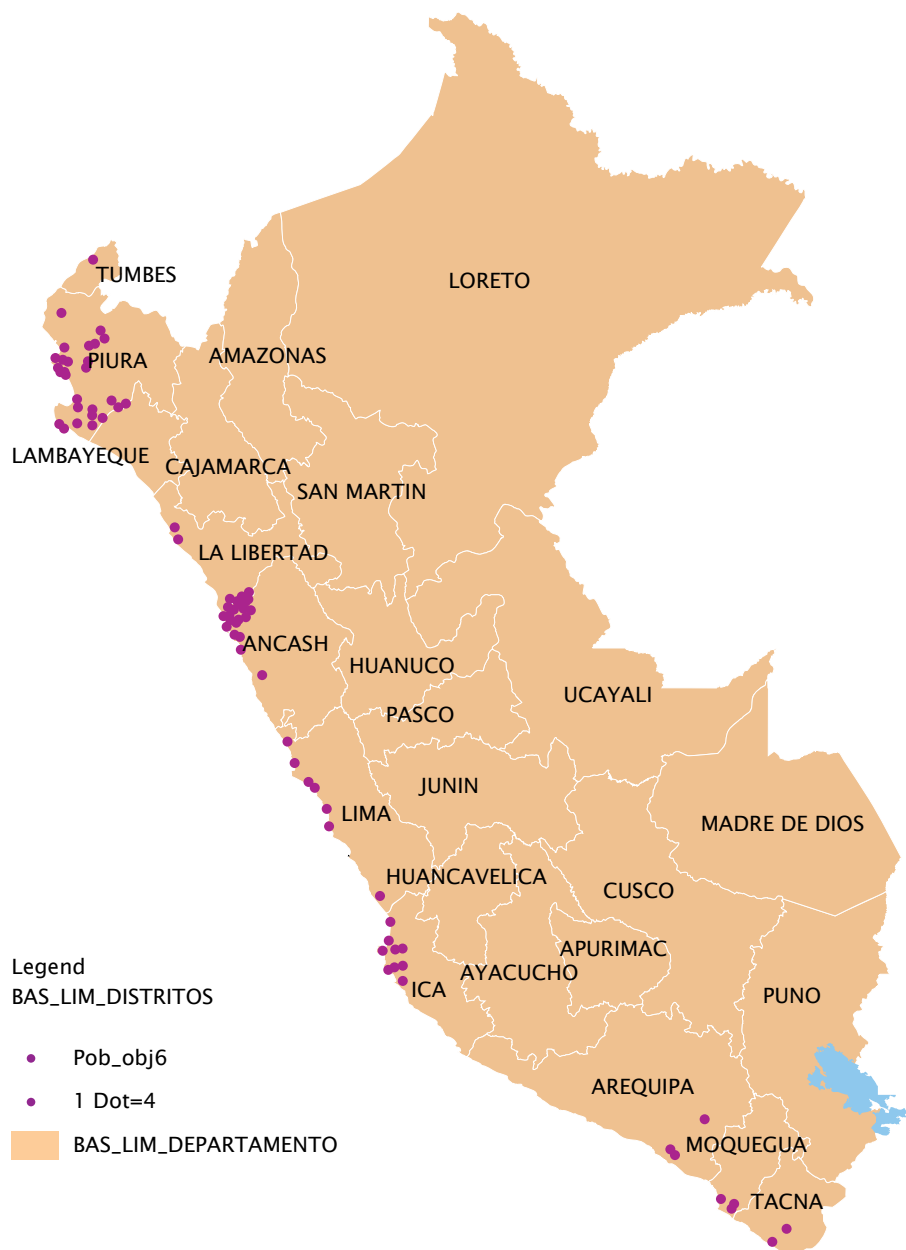 LORETO
TUMBES
AMAZONAS
PIURA
LAMBAYEQUE
CAJAMARCA
SAN MARTIN
LA LIBERTAD
ANCASH
HUANUCO
UCAYALI
PASCO
JUNIN
LIMA
MADRE DE DIOS
HUANCAVELICA
CUSCO
APURIMAC
AYACUCHO
ICA
PUNO
AREQUIPA
MOQUEGUA
TACNA
Legend
BAS_LIM_DISTRITOS
Pob_obj6
1 Dot=4
BAS_LIM_DEPARTAMENTO